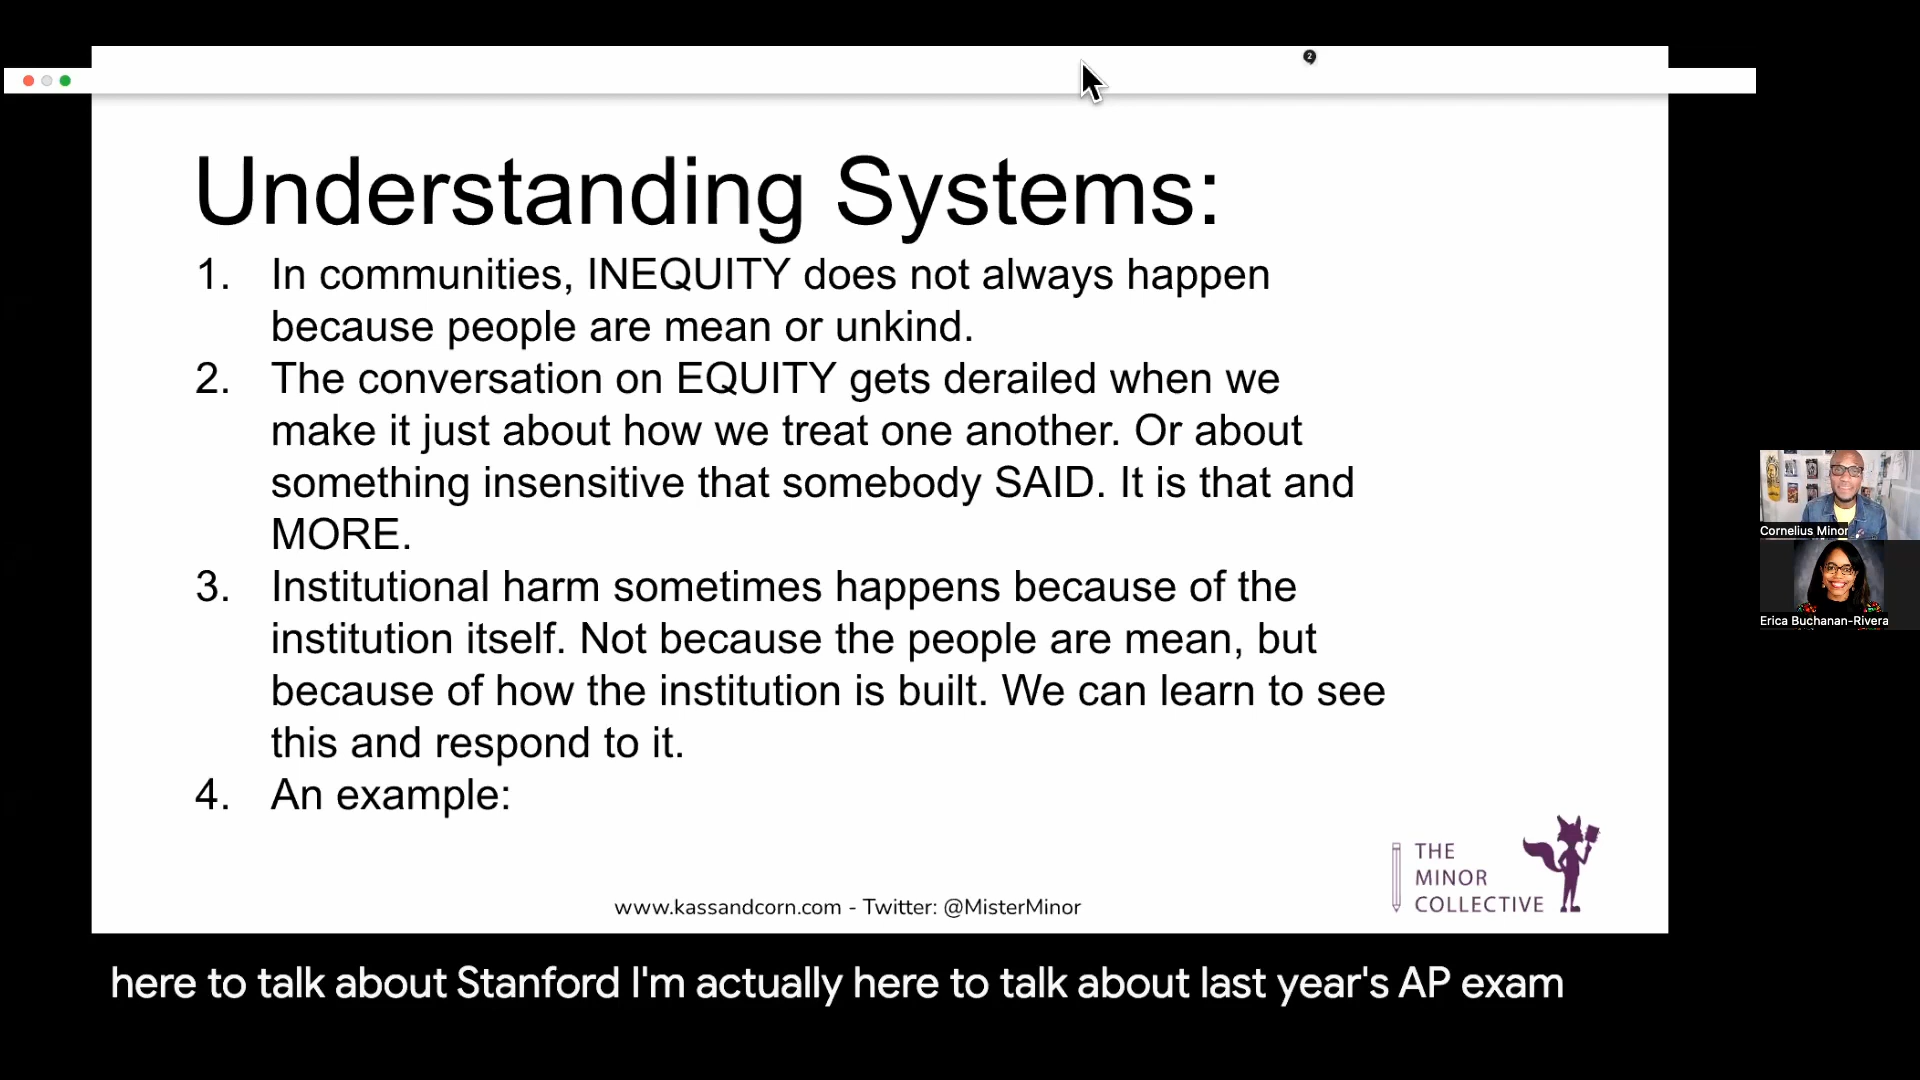 2
Understanding Systems:
1. In communities, INEQUITY does not always happen
because people are mean or unkind.
2. The conversation on EQUITY gets derailed when we
make it just about how we treat one another. Or about
something insensitive that somebody SAID. It is that and
MORE.
3. Institutional harm sometimes happens because of the
institution itself. Not because the people are mean, but
because of how the institution is built. We can learn to see
this and respond to it.
4. An example:
THE
MINOR
COLLECTIVE
www.kassandcorn.com - Twitter: @MisterMinor
Cornelius Minor
Erica Buchanan-Rivera
here to talk about Stanford I'm actually here to talk about last year's AP exam